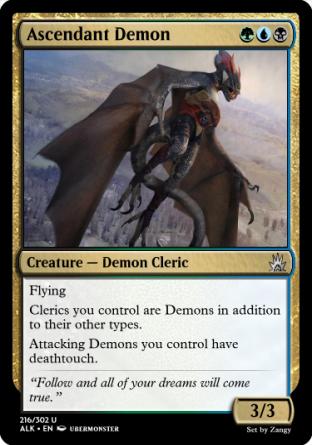 Ascendant Demon
Creature — Demon Cleric
Flying
Clerics you control are Demons in addition
to their other types.
Attacking Demons you control have
deathtouch.
“Follow and all of your dreams will come
true.”
3/3
216/302 U
ALK • EN UBERMONSTER
Set by Zangy